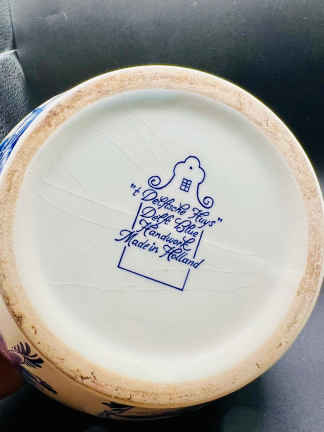 "'t Delftsche Huys"
Delft Blue
Handwork
Made in Holland